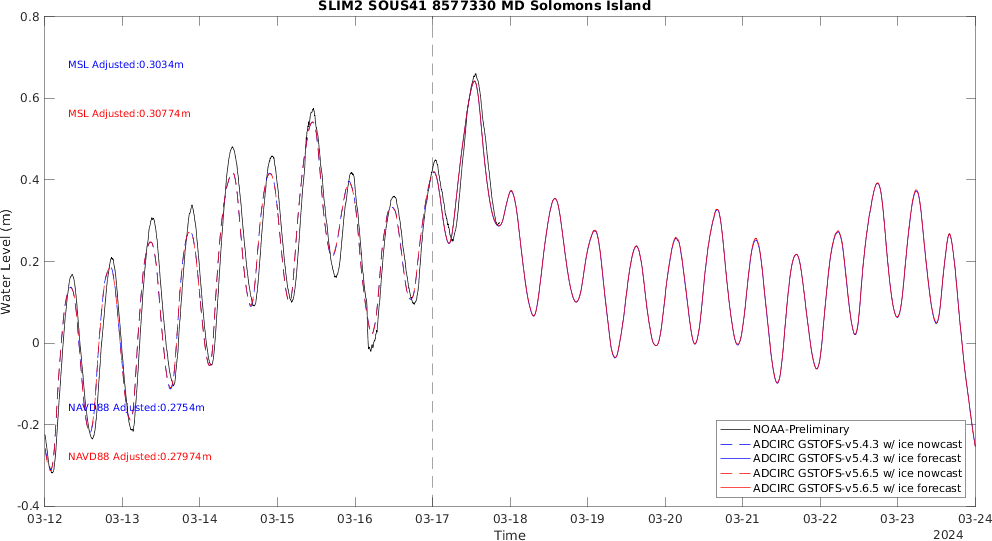 SLIM2 SOUS41 8577330 MD Solomons Island
0.8
0.6
0.4
0.2
0
-0.2
-0.4
Water Level (m)
MSL Adjusted:0.3034m
MSL Adjusted:0.30774m
NAVD88 Adjusted:0.2754m
NAVD88 Adjusted:0.27974m
NOAA-Preliminary
ADCIRC GSTOFS-v5.4.3 w/ ice nowcast
ADCIRC GSTOFS-v5.4.3 w/ ice forecast
ADCIRC GSTOFS-v5.6.5 w/ ice nowcast
ADCIRC GSTOFS-v5.6.5 w/ ice forecast
03-12 03-13 03-14 03-15 03-16 03-17 03-18 03-19 03-20 03-21 03-22 03-23 03-24
Time
2024